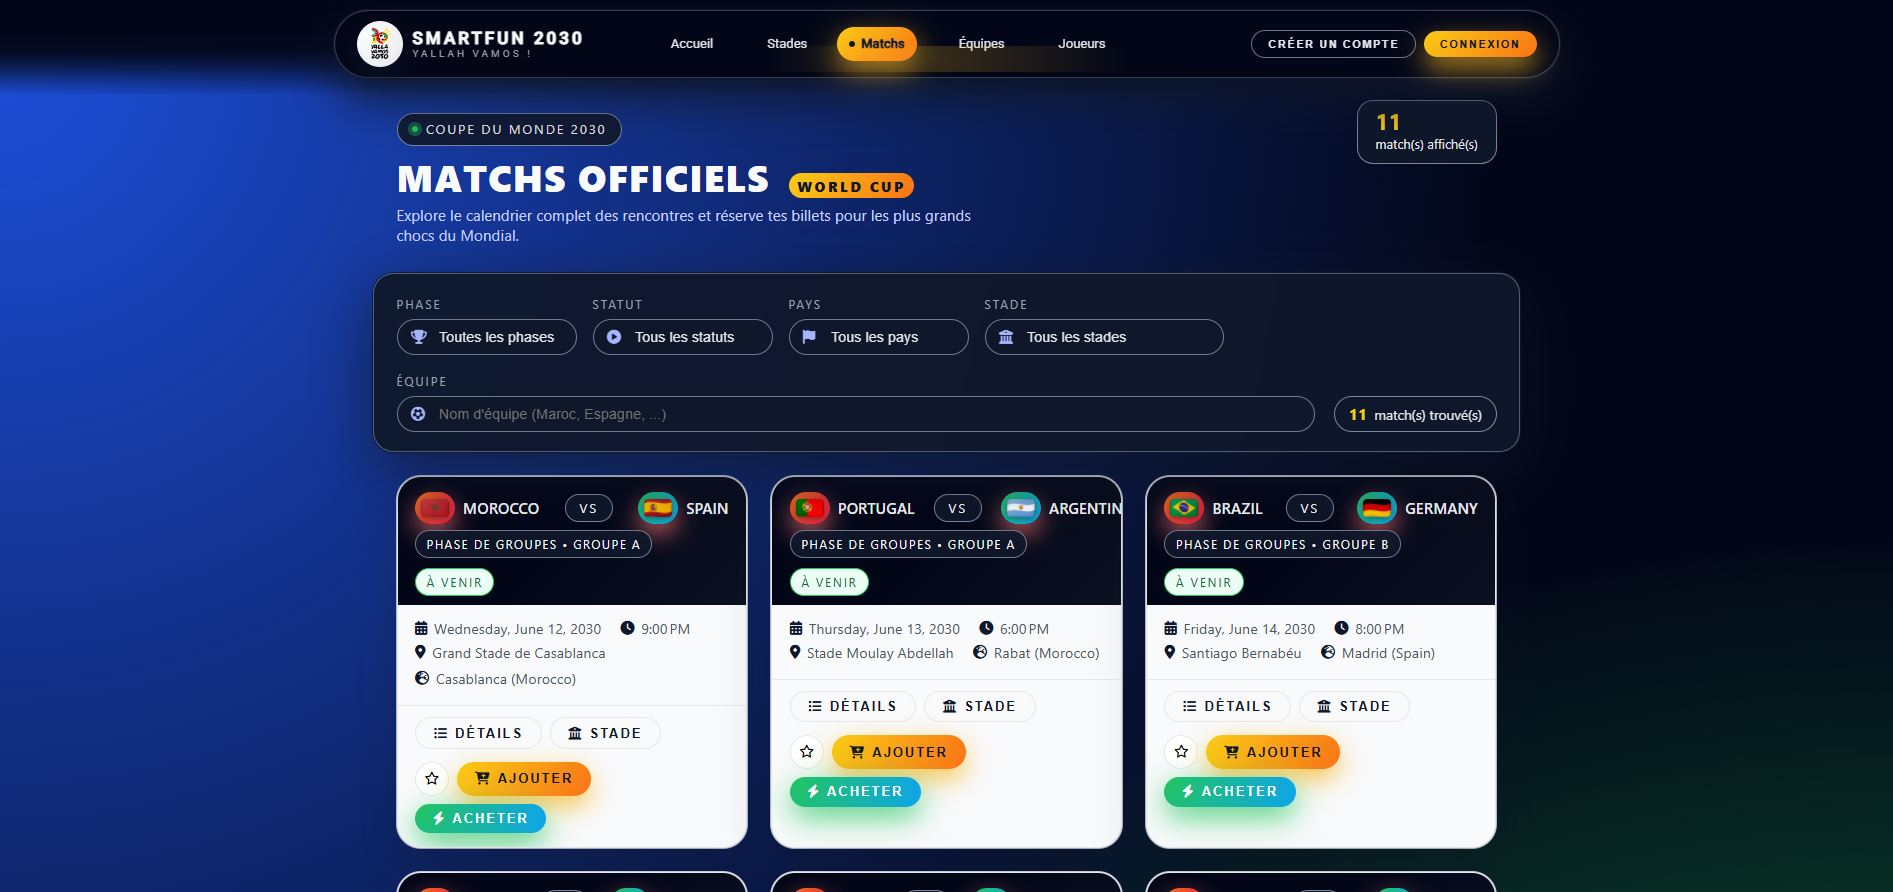 SMARTFUN 2030
YALLAH VAMOS !
Accueil
Stades
• Matchs
Équipes
Joueurs
CRÉER UN COMPTE
CONNEXION
COUPE DU MONDE 2030
11
match(s) affiché(s)
MATCHS OFFICIELS WORLD CUP
Explore le calendrier complet des rencontres et réserve tes billets pour les plus grands
chocs du Mondial.
PHASE
Toutes les phases
STATUT
Tous les statuts
PAYS
Tous les pays
STADE
Tous les stades
ÉQUIPE
Nom d'équipe (Maroc, Espagne, ...)
11 match(s) trouvé(s)
MOROCCO VS SPAIN
PHASE DE GROUPES • GROUPE A
À VENIR
Wednesday, June 12, 2030 9:00 PM
Grand Stade de Casablanca
Casablanca (Morocco)
DÉTAILS STADE
AJOUTER
ACHETER
PORTUGAL VS ARGENTIN
PHASE DE GROUPES • GROUPE A
À VENIR
Thursday, June 13, 2030 6:00 PM
Stade Moulay Abdellah Rabat (Morocco)
DÉTAILS STADE
AJOUTER
ACHETER
BRAZIL VS GERMANY
PHASE DE GROUPES • GROUPE B
À VENIR
Friday, June 14, 2030 8:00 PM
Santiago Bernabéu Madrid (Spain)
DÉTAILS STADE
AJOUTER
ACHETER